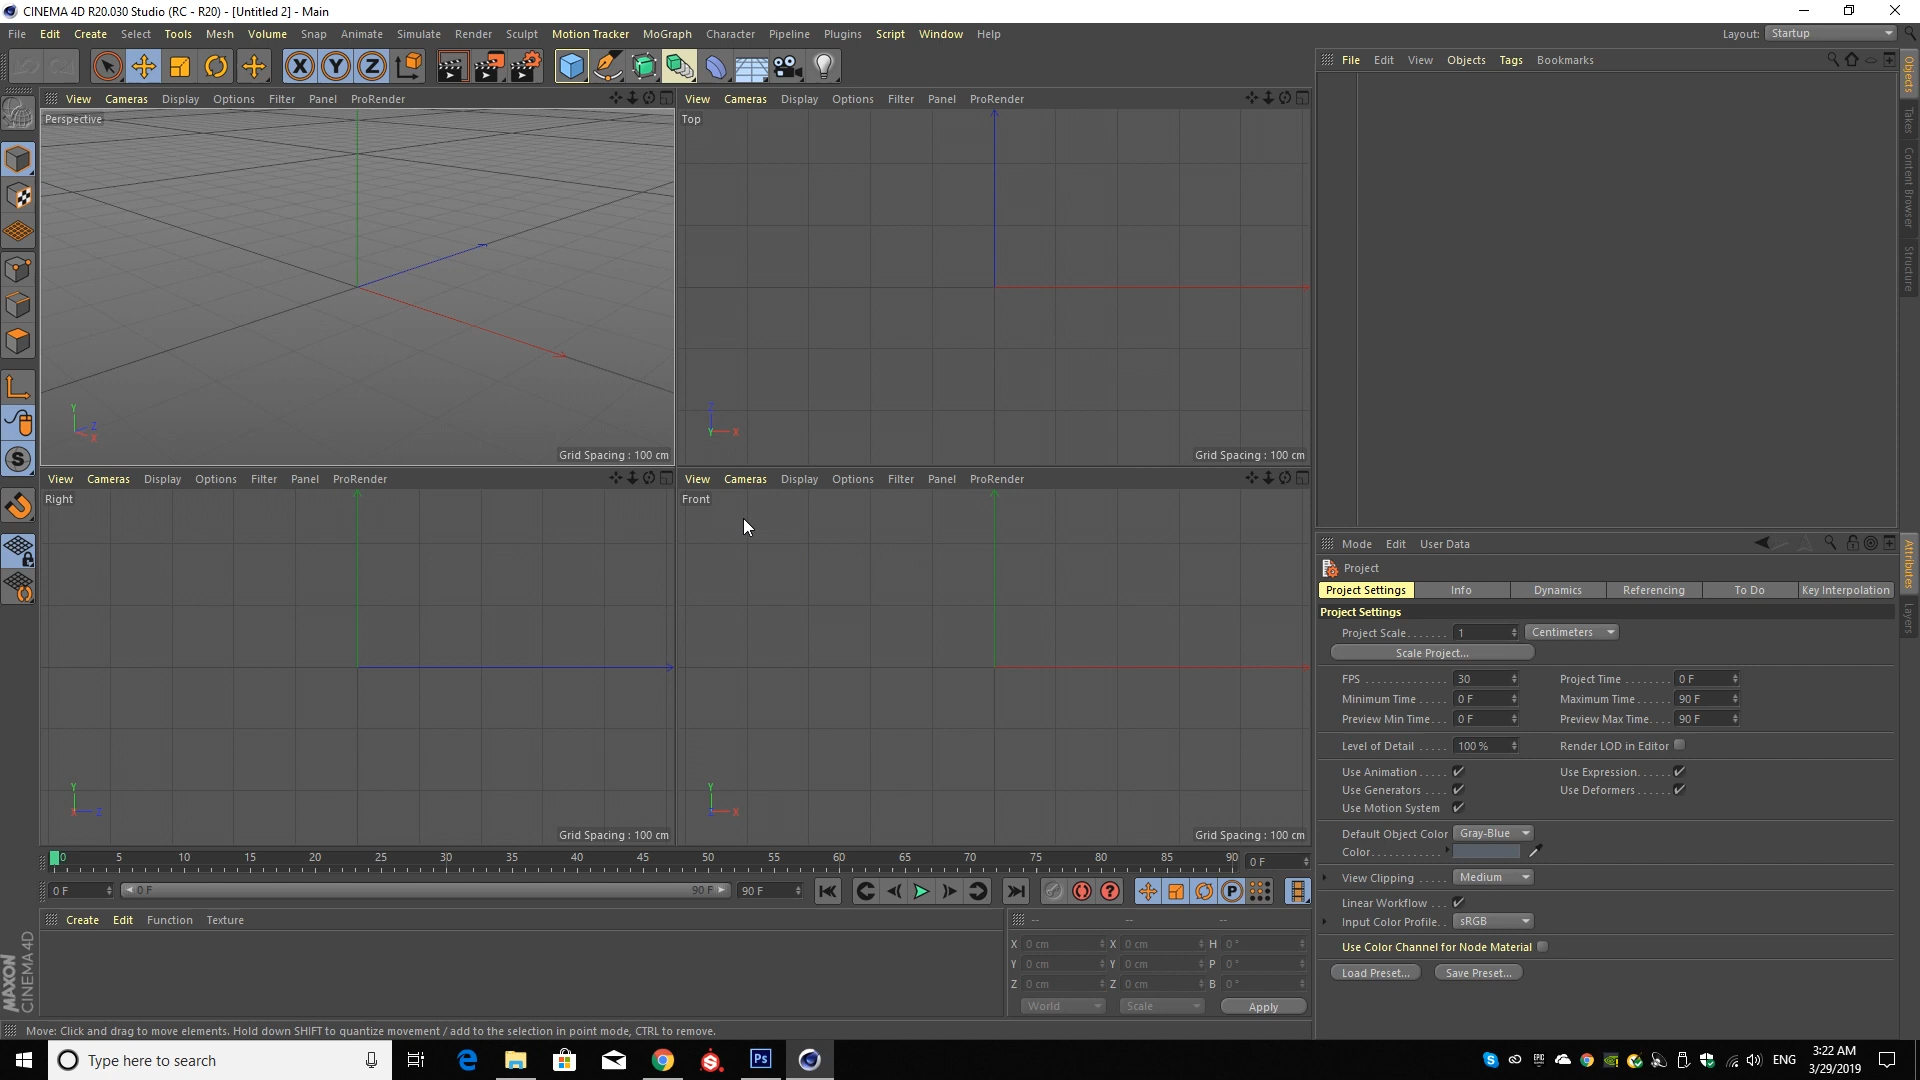 CINEMA 4D R20.030 Studio (RC - R20) - [Untitled 2] - Main
File Edit Create Select Tools Mesh Volume Snap Animate Simulate Render Sculpt Motion Tracker MoGraph Character Pipeline Plugins Script Window Help
Layout: Startup
File Edit View Objects Tags Bookmarks
Objects
Takes
Content Browser
Structure
View Cameras Display Options Filter Panel ProRender
Perspective
Y
Z
X
Grid Spacing : 100 cm
View Cameras Display Options Filter Panel ProRender
Top
Z
Y X
Grid Spacing : 100 cm
View Cameras Display Options Filter Panel ProRender
Right
Y
X Z
Grid Spacing : 100 cm
View Cameras Display Options Filter Panel ProRender
Front
Y
Z X
Grid Spacing : 100 cm
Mode Edit User Data
Project
Project Settings Info Dynamics Referencing To Do Key Interpolation
Project Settings
Project Scale....... 1 Centimeters
Scale Project...
FPS .............. 30 Project Time ........ 0 F
Minimum Time ..... 0 F Maximum Time...... 90 F
Preview Min Time... 0 F Preview Max Time.... 90 F
Level of Detail ..... 100 % Render LOD in Editor
Use Animation..... Use Expression......
Use Generators .... Use Deformers.......
Use Motion System
Default Object Color Gray-Blue
Color............
View Clipping ..... Medium
Linear Workflow ...
Input Color Profile.. sRGB
Use Color Channel for Node Material
Load Preset... Save Preset...
Attributes
Layers
0 5 10 15 20 25 30 35 40 45 50 55 60 65 70 75 80 85 90 0 F
0 F 0 F 90 F 90 F
Create Edit Function Texture
-- -- --
X 0 cm X 0 cm H 0 °
Y 0 cm Y 0 cm P 0 °
Z 0 cm Z 0 cm B 0 °
World Scale Apply
MAXON
CINEMA 4D
Move: Click and drag to move elements. Hold down SHIFT to quantize movement / add to the selection in point mode, CTRL to remove.
Type here to search
Ps
ENG
3:22 AM
3/29/2019